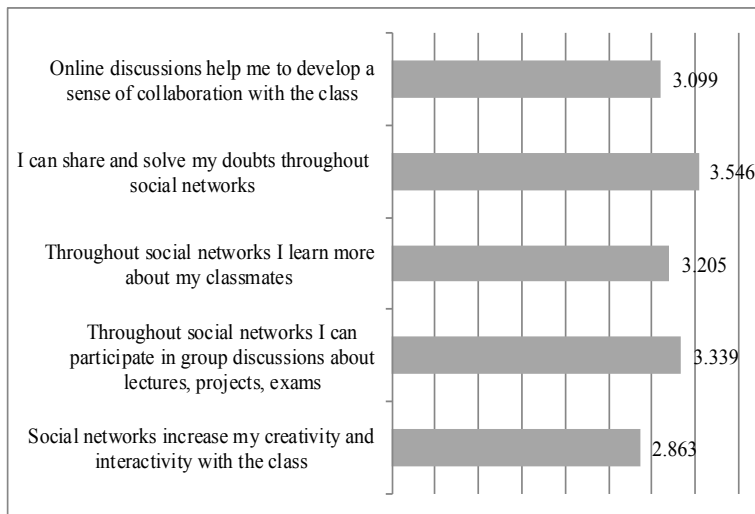 Online discussions help me to develop a
sense of collaboration with the class
3.099
I can share and solve my doubts throughout
social networks
3.546
Throughout social networks I learn more
about my classmates
3.205
Throughout social networks I can
participate in group discussions about
lectures, projects, exams
3.339
Social networks increase my creativity and
interactivity with the class
2.863